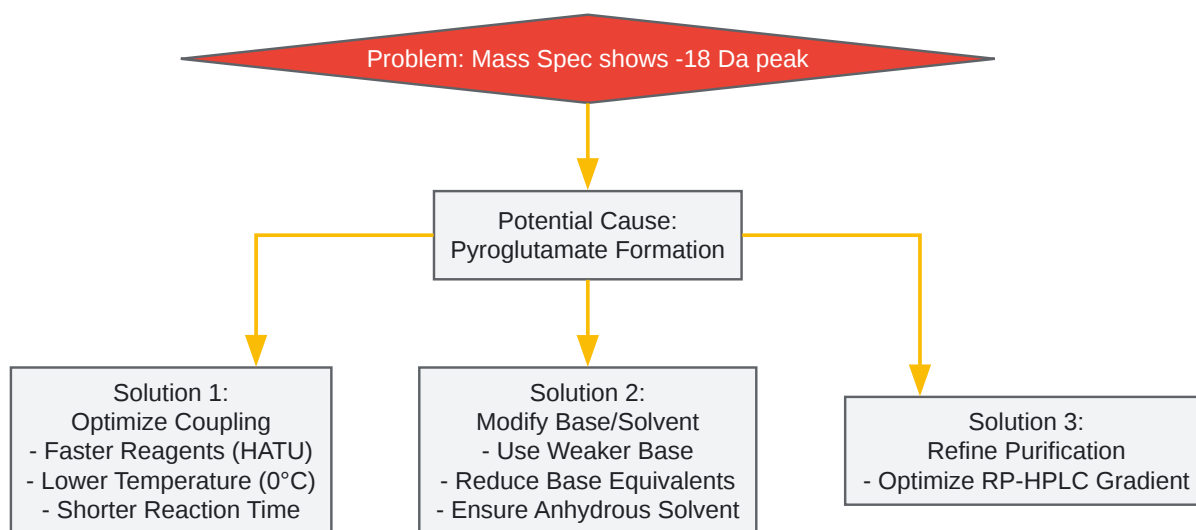 Problem: Mass Spec shows -18 Da peak
Potential Cause:
Pyroglutamate Formation
Solution 1:
Optimize Coupling
- Faster Reagents (HATU)
- Lower Temperature (0°C)
- Shorter Reaction Time
Solution 2:
Modify Base/Solvent
- Use Weaker Base
- Reduce Base Equivalents
- Ensure Anhydrous Solvent
Solution 3:
Refine Purification
- Optimize RP-HPLC Gradient